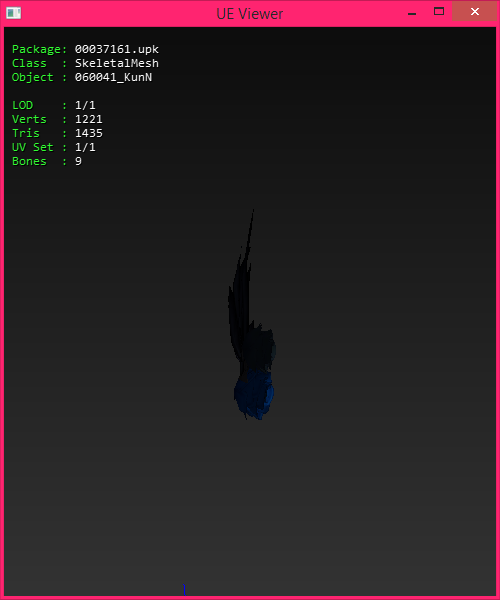 UE Viewer
Package: 00037161.upk
Class : SkeletalMesh
Object : 060041_KunN
LOD : 1/1
Verts : 1221
Tris : 1435
UV Set : 1/1
Bones : 9